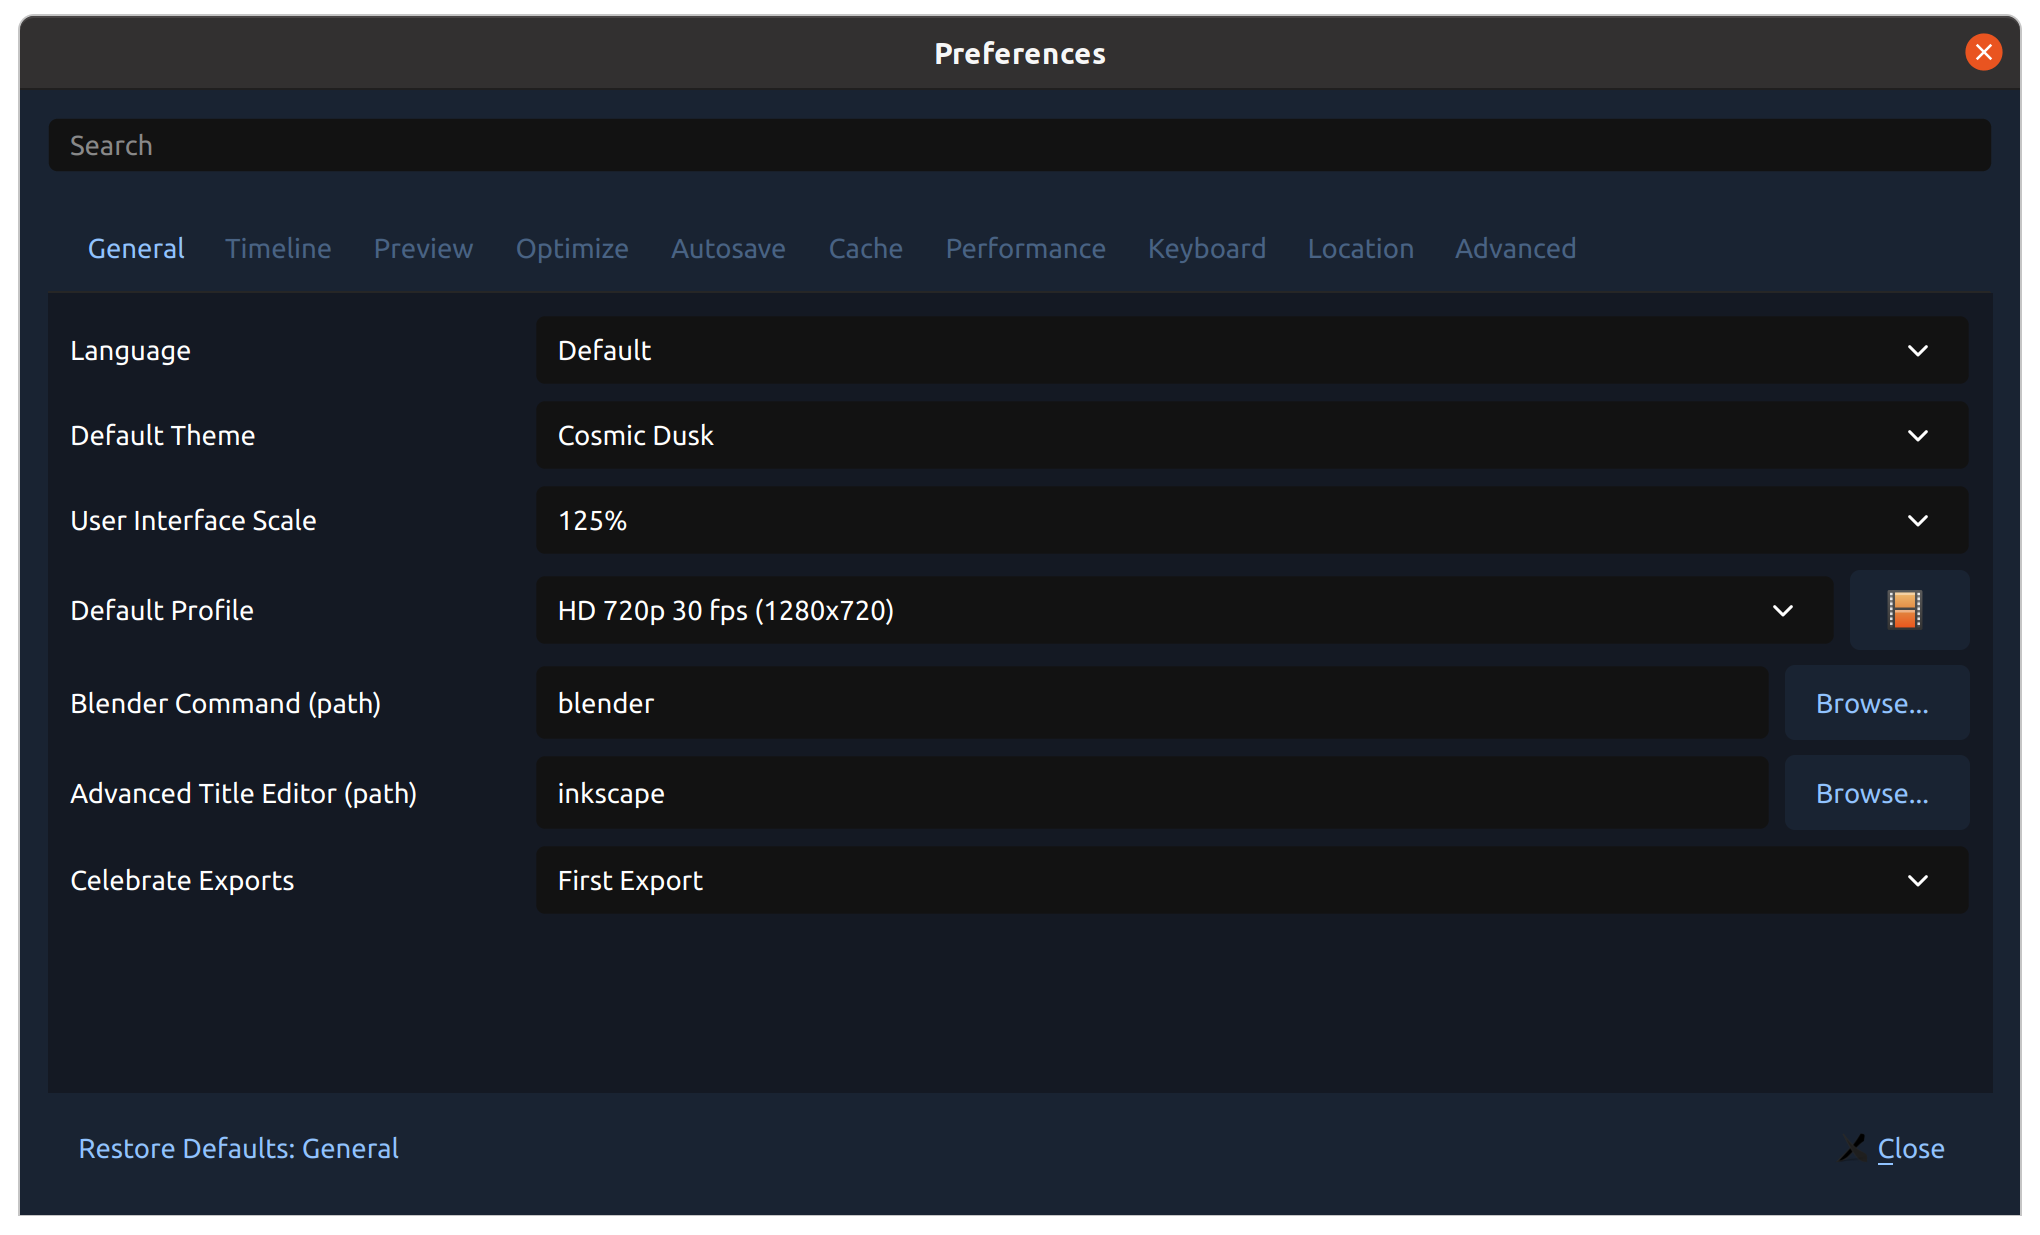 Preferences
Search
General Timeline Preview Optimize Autosave Cache Performance Keyboard Location Advanced
Language Default
Default Theme Cosmic Dusk
User Interface Scale 125%
Default Profile HD 720p 30 fps (1280x720)
Blender Command (path) blender Browse...
Advanced Title Editor (path) inkscape Browse...
Celebrate Exports First Export
Restore Defaults: General Close